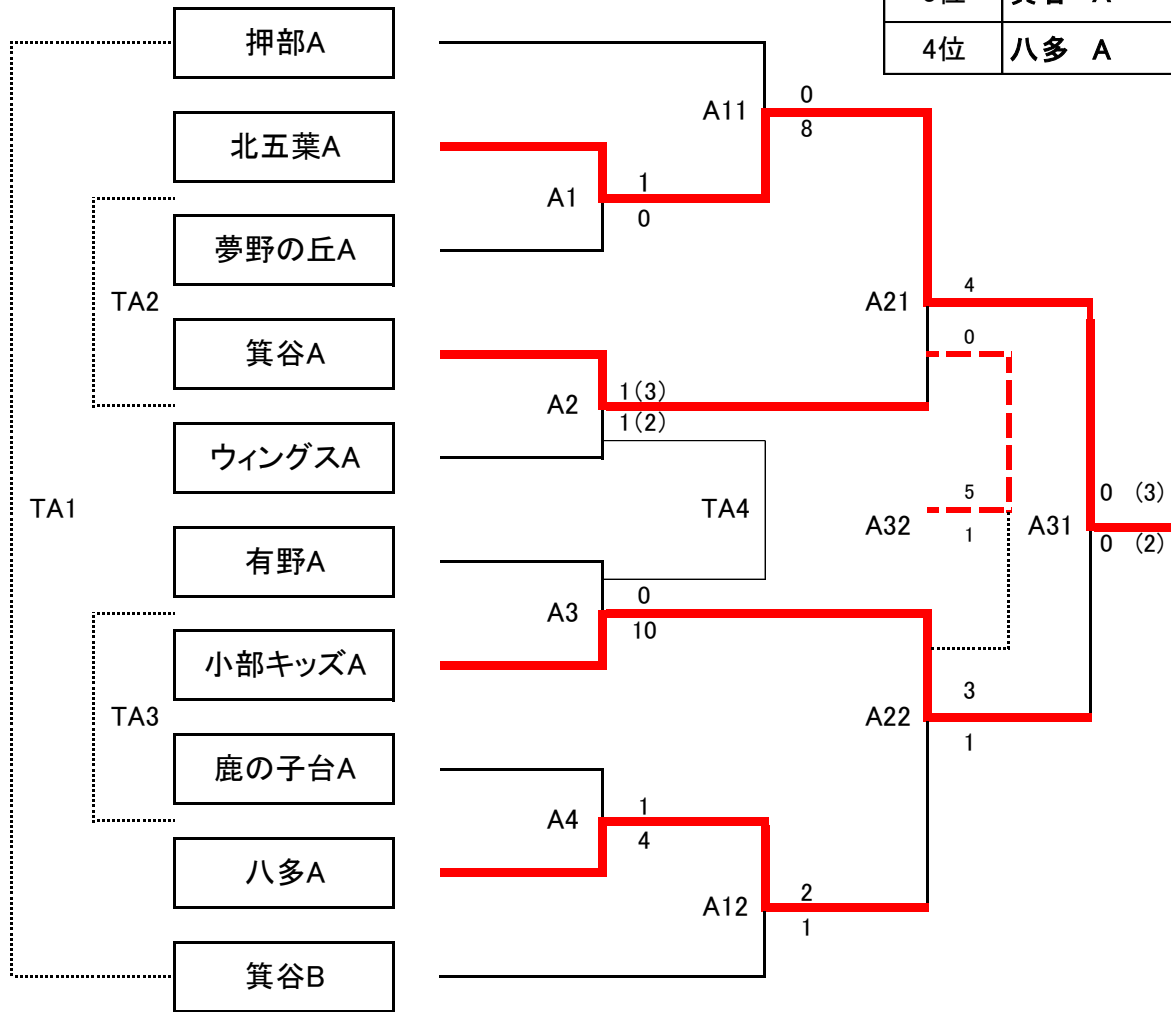 位 A
4位 八多 A
押部A
0
A11
8
北五葉A
1
A1
0
夢野の丘A
4
TA2
A21
0
箕谷A
1(3)
A2
1(2)
ウィングスA
5
0 (3)
TA1
TA4
A32
1
A31
0 (2)
有野A
0
A3
10
小部キッズA
3
TA3
A22
1
鹿の子台A
1
A4
4
八多A
2
A12
1
箕谷B